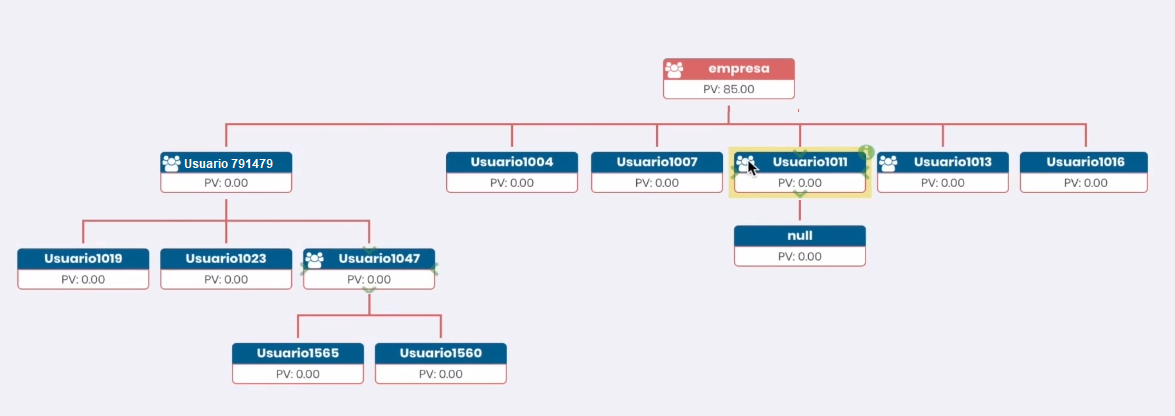 empresa
PV: 85.00
Usuario 791479
PV: 0.00
Usuario1004
PV: 0.00
Usuario1007
PV: 0.00
Usuario1011
PV: 0.00
Usuario1013
PV: 0.00
Usuario1016
PV: 0.00
null
PV: 0.00
Usuario1019
PV: 0.00
Usuario1023
PV: 0.00
Usuario1047
PV: 0.00
Usuario1565
PV: 0.00
Usuario1560
PV: 0.00